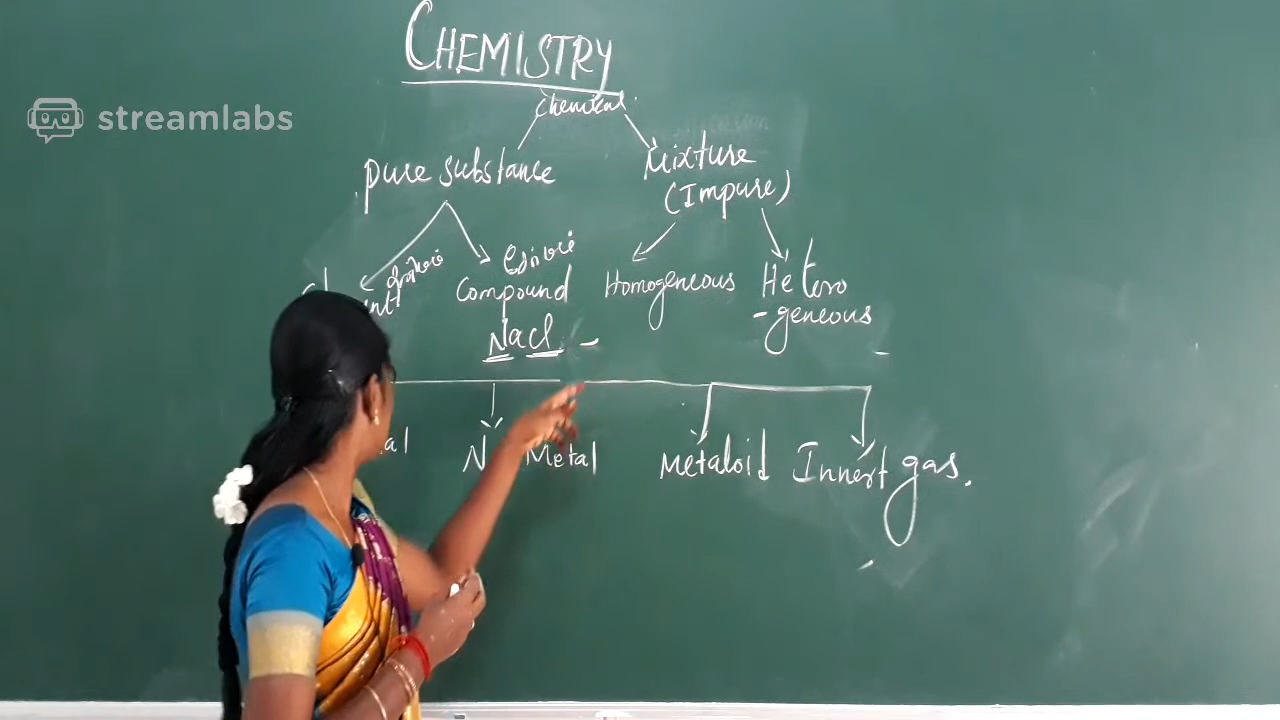 CHEMISTRY
streamlabs
chemical
pure substance
Mixture
(Impure)
Compound
Homogeneous
Hetero
-geneous
Nacl
Metal
Metaloid
Innert gas.